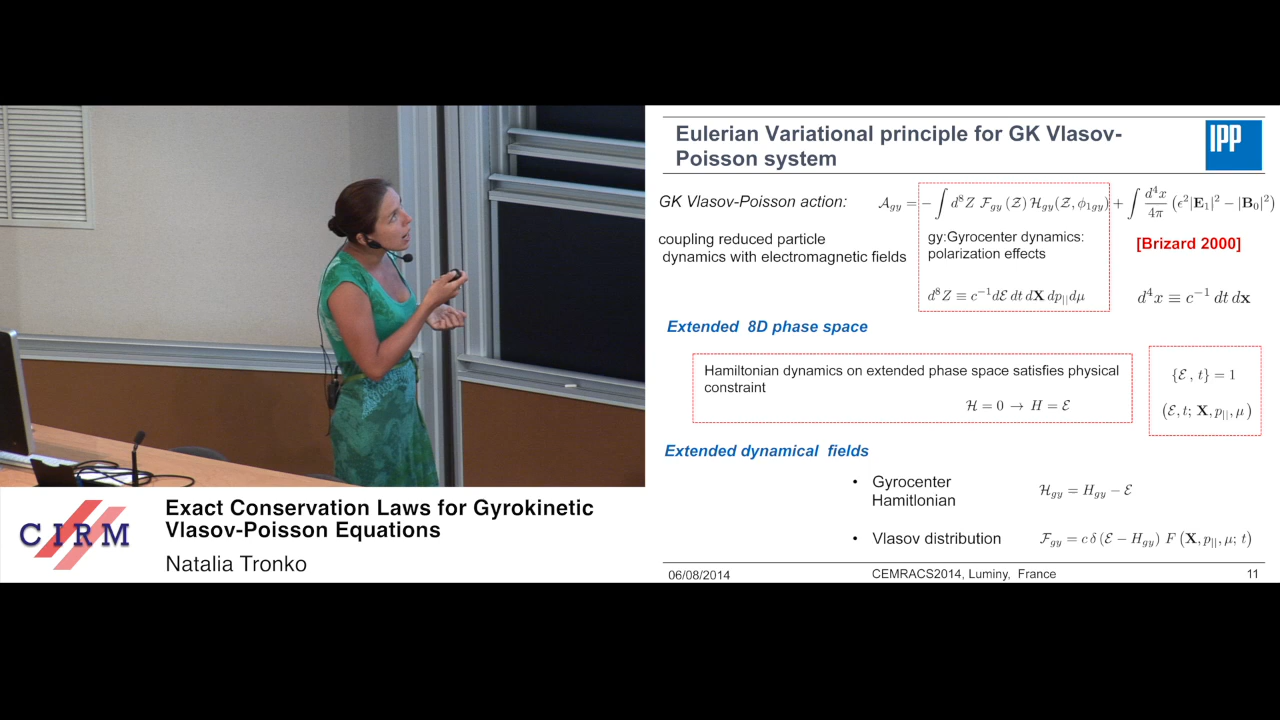 Eulerian Variational principle for GK Vlasov-
Poisson system
IPP
GK Vlasov-Poisson action:
𝒜_gy = − ∫ d⁸Z ℱ_gy (𝒵) ℋ_gy(𝒵, ϕ_1gy) + ∫ d⁴x/4π (ϵ²|𝐄₁|² − |𝐁₀|²)
coupling reduced particle
dynamics with electromagnetic fields
gy:Gyrocenter dynamics:
polarization effects
[Brizard 2000]
d⁸Z ≡ c⁻¹dℰ dt d𝐗 dp_||dμ
d⁴x ≡ c⁻¹ dt d𝐱
Extended 8D phase space
Hamiltonian dynamics on extended phase space satisfies physical
constraint
ℋ = 0 → H = ℰ
{ℰ , t} = 1
(ℰ, t; 𝐗, p_||, μ)
Extended dynamical fields
• Gyrocenter
Hamitlonian
ℋ_gy = H_gy − ℰ
• Vlasov distribution
ℱ_gy = c δ (ℰ − H_gy) F (𝐗, p_||, μ; t)
06/08/2014
CEMRACS2014, Luminy, France
11
CIRM
Exact Conservation Laws for Gyrokinetic
Vlasov-Poisson Equations
Natalia Tronko